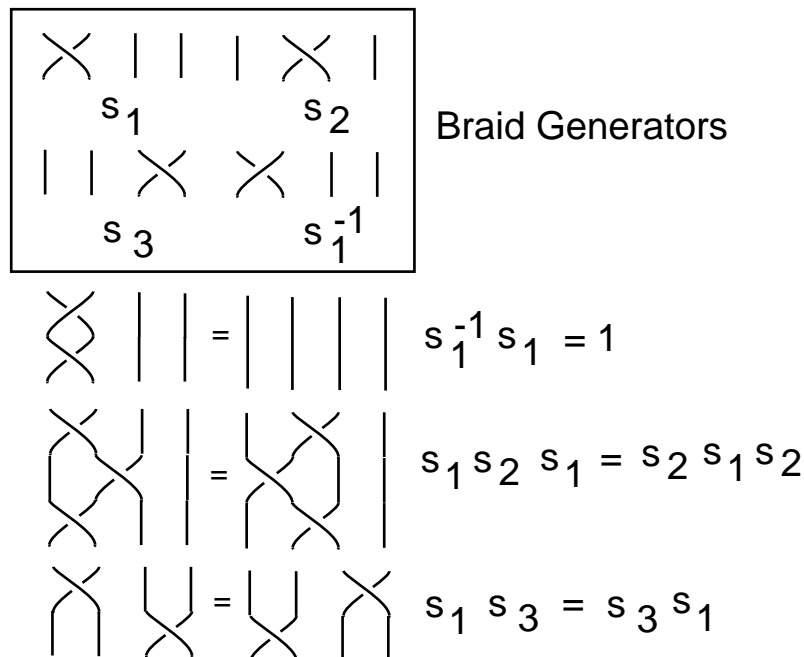 s₁ s₂
Braid Generators
s₃ s₁⁻¹
= s₁⁻¹ s₁ = 1
= s₁ s₂ s₁ = s₂ s₁ s₂
= s₁ s₃ = s₃ s₁